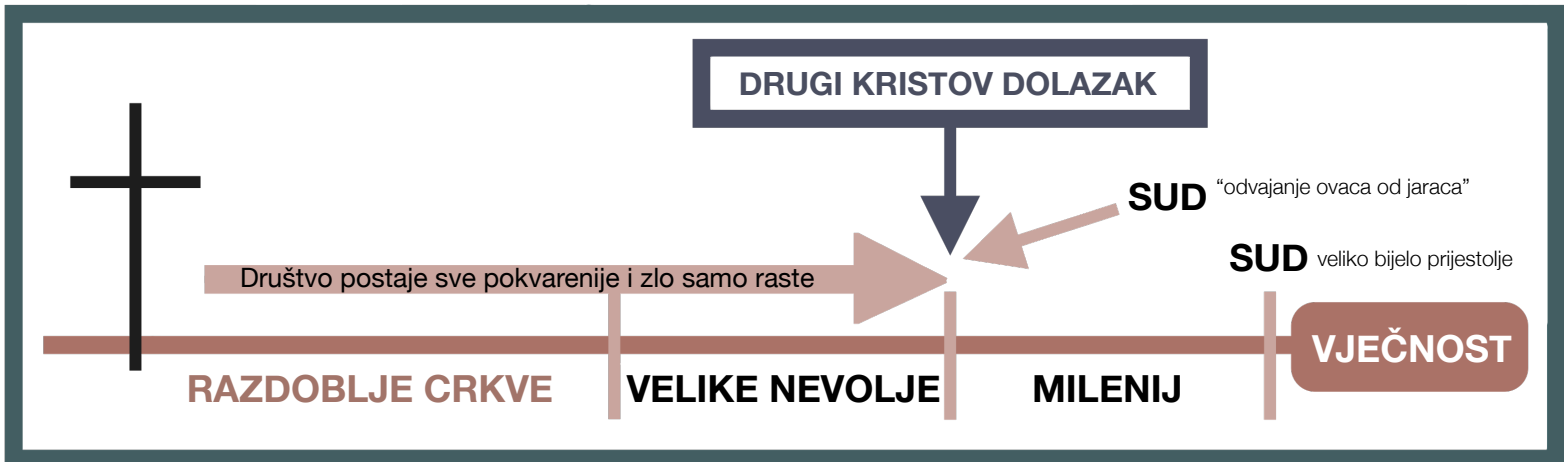 DRUGI KRISTOV DOLAZAK
SUD “odvajanje ovaca od jaraca”
SUD veliko bijelo prijestolje
Društvo postaje sve pokvarenije i zlo samo raste
VJEČNOST
RAZDOBLJE CRKVE
VELIKE NEVOLJE
MILENIJ